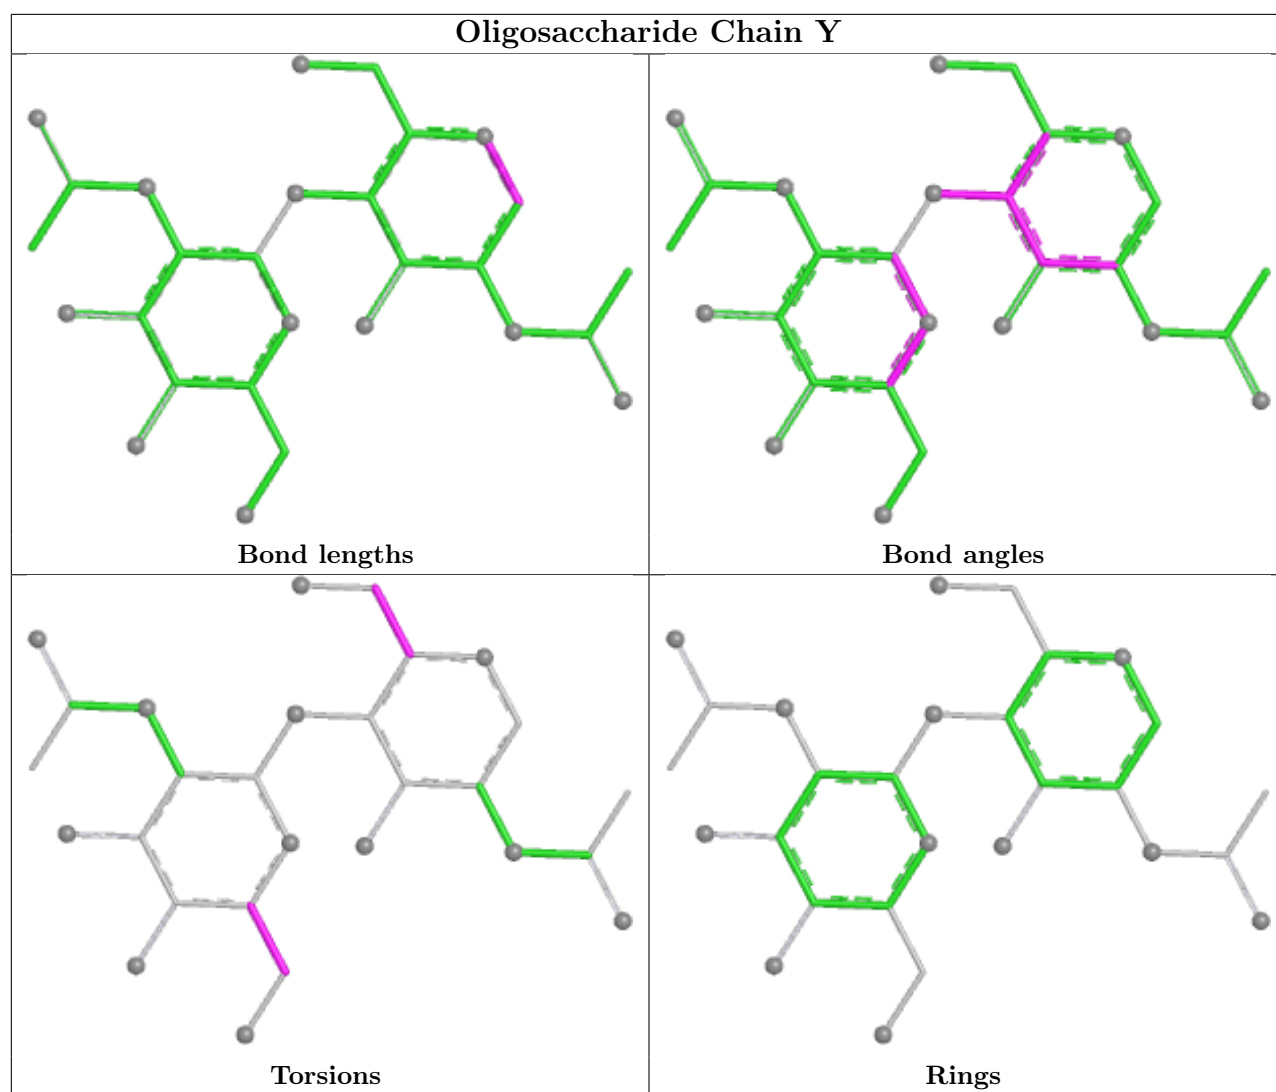 Oligosaccharide Chain Y
Bond lengths
Bond angles
Torsions
Rings